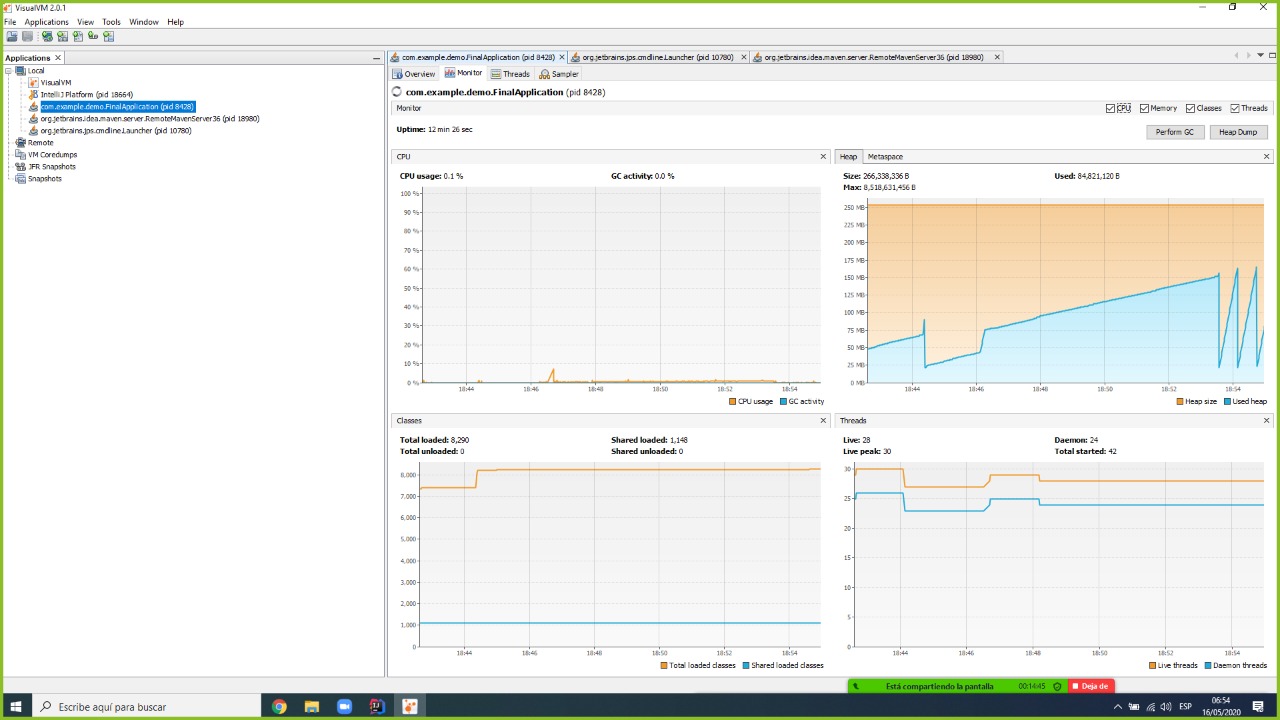 VisualVM 2.0.1
File Applications View Tools Window Help
Applications
Local
VisualVM
IntelliJ Platform (pid 18664)
com.example.demo.FinalApplication (pid 8428)
org.jetbrains.idea.maven.server.RemoteMavenServer36 (pid 18980)
org.jetbrains.jps.cmdline.Launcher (pid 10780)
Remote
VM Coredumps
JFR Snapshots
Snapshots
com.example.demo.FinalApplication (pid 8428) org.jetbrains.jps.cmdline.Launcher (pid 10780) org.jetbrains.idea.maven.server.RemoteMavenServer36 (pid 18980)
Overview Monitor Threads Sampler
com.example.demo.FinalApplication (pid 8428)
Monitor CPU Memory Classes Threads
Uptime: 12 min 26 sec Perform GC Heap Dump
CPU
CPU usage: 0.1 % GC activity: 0.0 %
100 %
90 %
80 %
70 %
60 %
50 %
40 %
30 %
20 %
10 %
0 %
18:44 18:46 18:48 18:50 18:52 18:54
CPU usage GC activity
Heap Metaspace
Size: 266,338,336 B Used: 84,821,120 B
Max: 8,518,631,456 B
250 MB
225 MB
200 MB
175 MB
150 MB
125 MB
100 MB
75 MB
50 MB
25 MB
0 MB
18:44 18:46 18:48 18:50 18:52 18:54
Heap size Used heap
Classes
Total loaded: 8,290 Shared loaded: 1,148
Total unloaded: 0 Shared unloaded: 0
8,000
7,000
6,000
5,000
4,000
3,000
2,000
1,000
0
18:44 18:46 18:48 18:50 18:52 18:54
Total loaded classes Shared loaded classes
Threads
Live: 28 Daemon: 24
Live peak: 30 Total started: 42
30
25
20
15
10
5
0
18:44 18:46 18:48 18:50 18:52 18:54
Live threads Daemon threads
Está compartiendo la pantalla 00:14:45 Deja de
Escribe aquí para buscar
ESP
06:54
16/05/2020